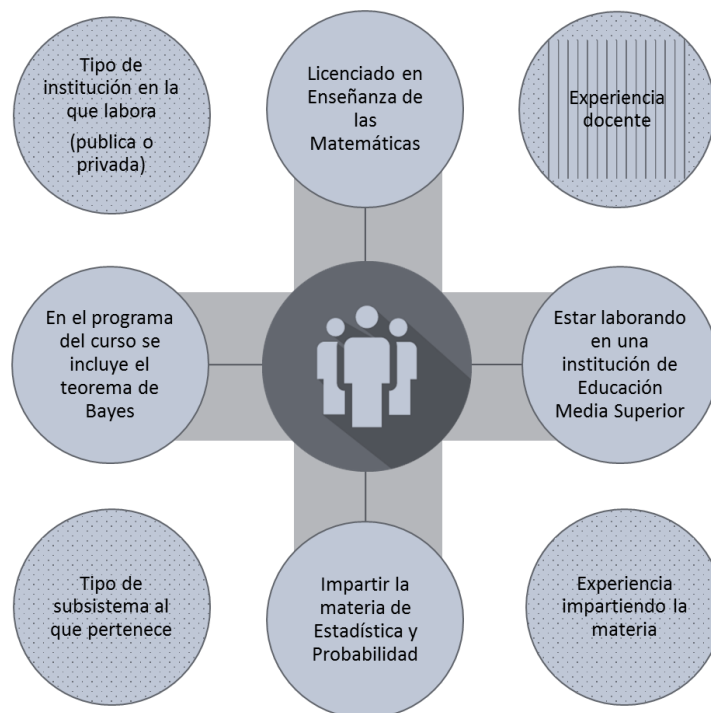 Tipo de
institución en la
que labora
(publica o
privada)
Licenciado en
Enseñanza de
las
Matemáticas
Experiencia
docente
En el programa
del curso se
incluye el
teorema de
Bayes
Estar laborando
en una
institución de
Educación
Media Superior
Tipo de
subsistema al
que pertenece
Impartir la
materia de
Estadística y
Probabilidad
Experiencia
impartiendo la
materia